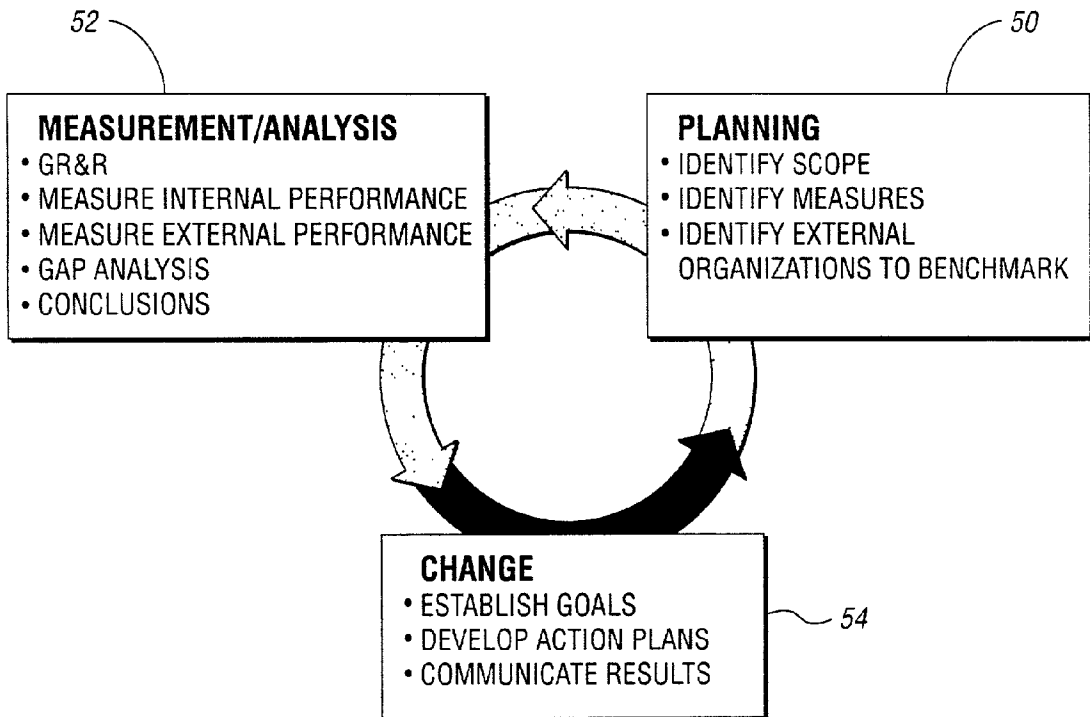 52
50
MEASUREMENT/ANALYSIS
• GR&R
• MEASURE INTERNAL PERFORMANCE
• MEASURE EXTERNAL PERFORMANCE
• GAP ANALYSIS
• CONCLUSIONS
PLANNING
• IDENTIFY SCOPE
• IDENTIFY MEASURES
• IDENTIFY EXTERNAL
ORGANIZATIONS TO BENCHMARK
CHANGE
• ESTABLISH GOALS
• DEVELOP ACTION PLANS
• COMMUNICATE RESULTS
54